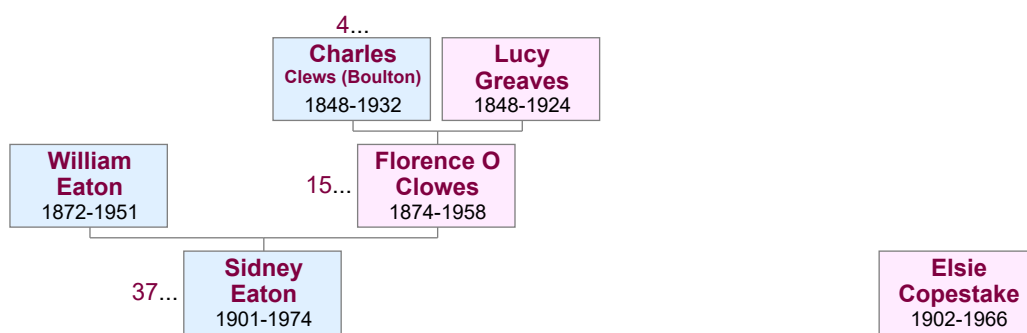 4...
Charles
Clews (Boulton)
1848-1932
Lucy
Greaves
1848-1924
William
Eaton
1872-1951
15...
Florence O
Clowes
1874-1958
37...
Sidney
Eaton
1901-1974
Elsie
Copestake
1902-1966